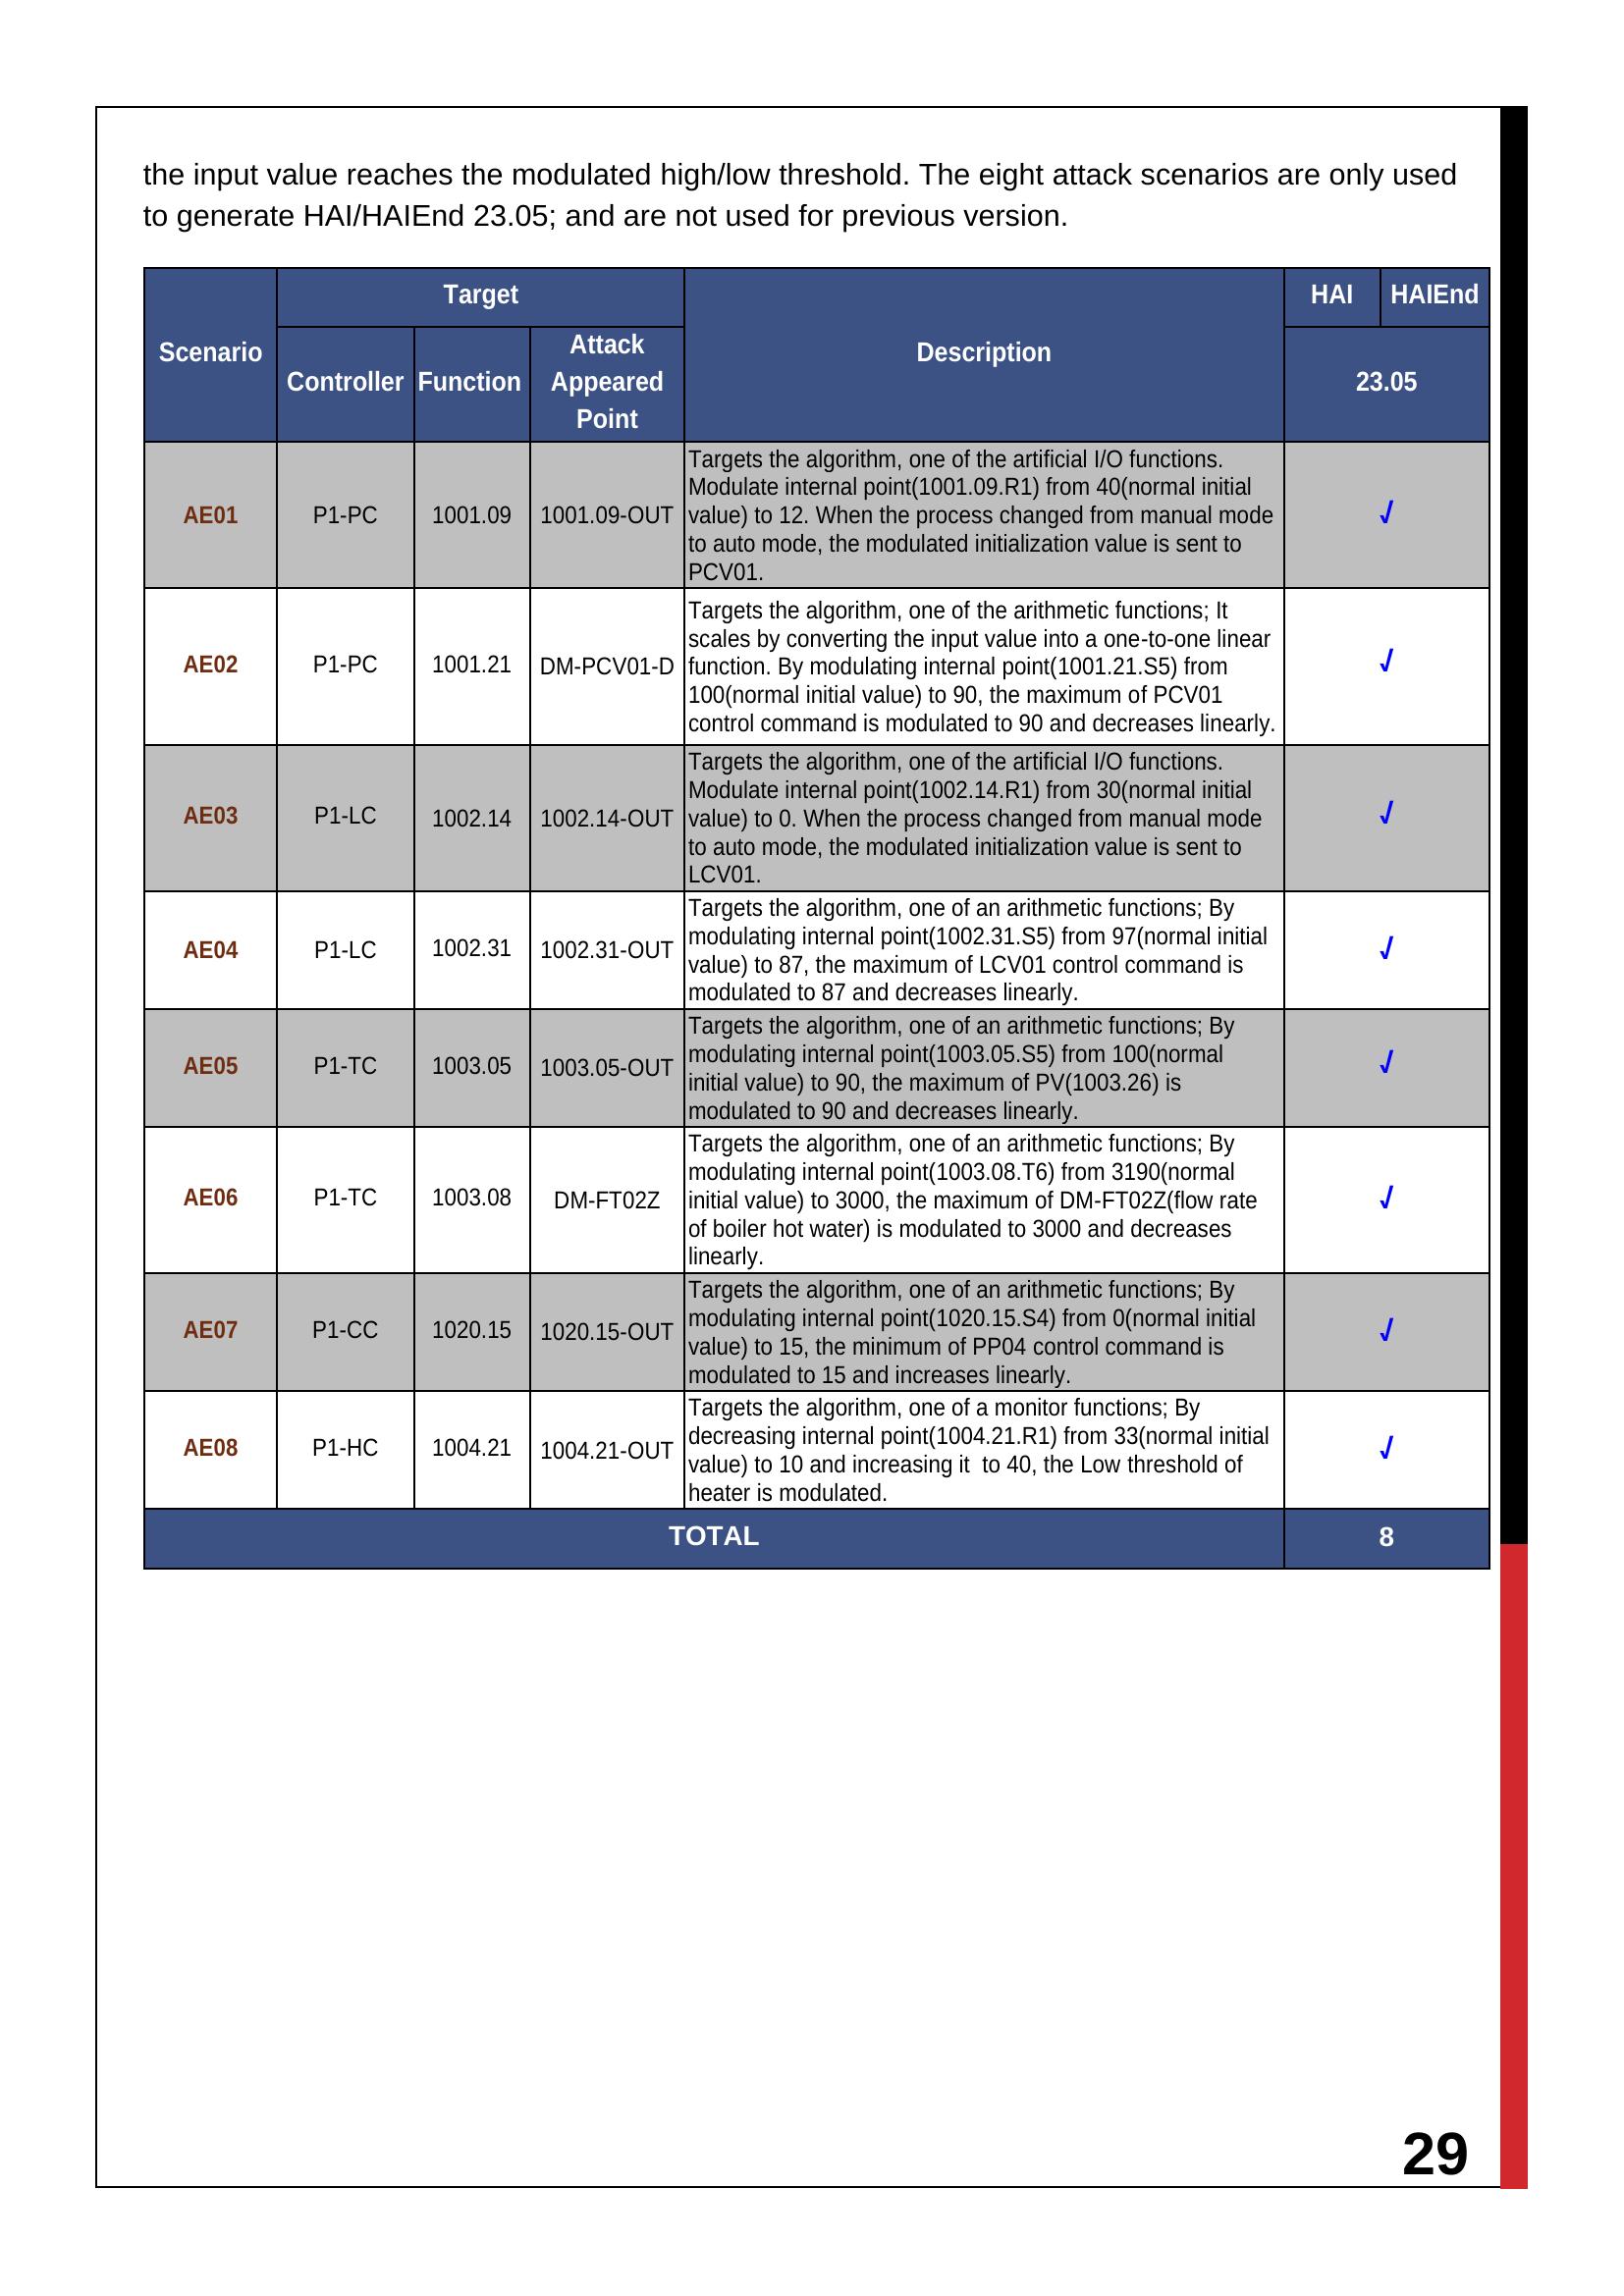 the input value reaches the modulated high/low threshold. The eight attack scenarios are only used
to generate HAI/HAIEnd 23.05; and are not used for previous version.
Scenario
Target
Description
HAI
HAIEnd
Controller
Function
Attack
Appeared
Point
23.05
AE01
P1-PC
1001.09
1001.09-OUT
Targets the algorithm, one of the artificial I/O functions.
Modulate internal point(1001.09.R1) from 40(normal initial
value) to 12. When the process changed from manual mode
to auto mode, the modulated initialization value is sent to
PCV01.
√
AE02
P1-PC
1001.21
DM-PCV01-D
Targets the algorithm, one of the arithmetic functions; It
scales by converting the input value into a one-to-one linear
function. By modulating internal point(1001.21.S5) from
100(normal initial value) to 90, the maximum of PCV01
control command is modulated to 90 and decreases linearly.
√
AE03
P1-LC
1002.14
1002.14-OUT
Targets the algorithm, one of the artificial I/O functions.
Modulate internal point(1002.14.R1) from 30(normal initial
value) to 0. When the process changed from manual mode
to auto mode, the modulated initialization value is sent to
LCV01.
√
AE04
P1-LC
1002.31
1002.31-OUT
Targets the algorithm, one of an arithmetic functions; By
modulating internal point(1002.31.S5) from 97(normal initial
value) to 87, the maximum of LCV01 control command is
modulated to 87 and decreases linearly.
√
AE05
P1-TC
1003.05
1003.05-OUT
Targets the algorithm, one of an arithmetic functions; By
modulating internal point(1003.05.S5) from 100(normal
initial value) to 90, the maximum of PV(1003.26) is
modulated to 90 and decreases linearly.
√
AE06
P1-TC
1003.08
DM-FT02Z
Targets the algorithm, one of an arithmetic functions; By
modulating internal point(1003.08.T6) from 3190(normal
initial value) to 3000, the maximum of DM-FT02Z(flow rate
of boiler hot water) is modulated to 3000 and decreases
linearly.
√
AE07
P1-CC
1020.15
1020.15-OUT
Targets the algorithm, one of an arithmetic functions; By
modulating internal point(1020.15.S4) from 0(normal initial
value) to 15, the minimum of PP04 control command is
modulated to 15 and increases linearly.
√
AE08
P1-HC
1004.21
1004.21-OUT
Targets the algorithm, one of a monitor functions; By
decreasing internal point(1004.21.R1) from 33(normal initial
value) to 10 and increasing it  to 40, the Low threshold of
heater is modulated.
√
TOTAL
8
29